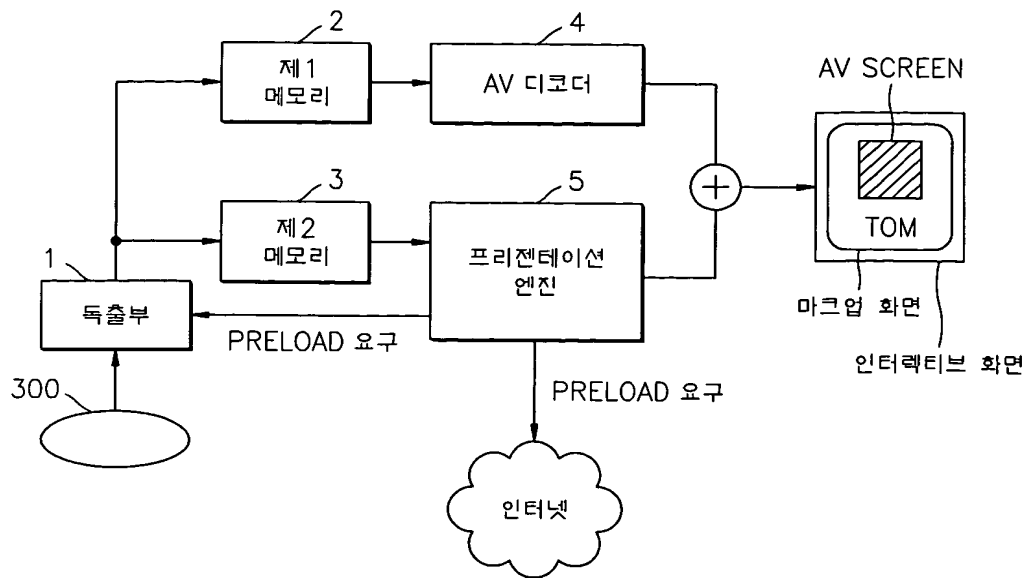 2
제1
메모리
4
AV 디코더
AV SCREEN
TOM
마크업 화면
인터렉티브 화면
3
제2
메모리
5
프리젠테이션
엔진
1
독출부
PRELOAD 요구
300
PRELOAD 요구
인터넷